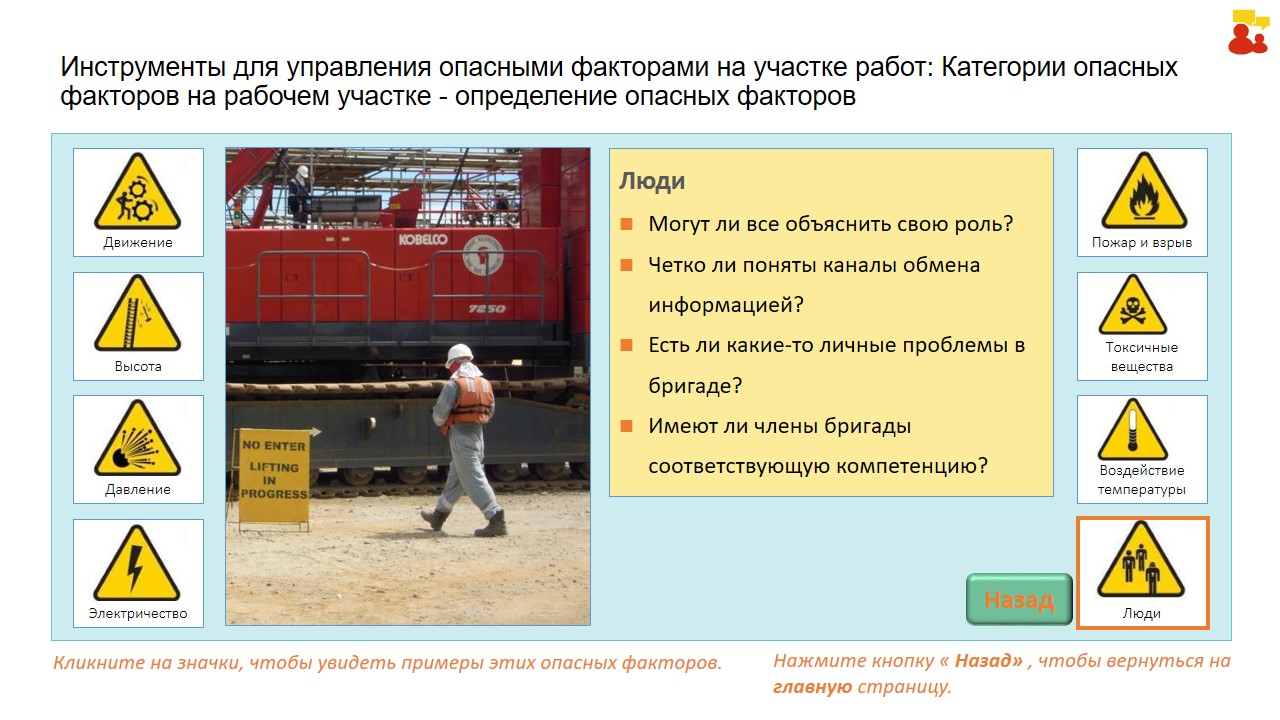 Инструменты для управления опасными факторами на участке работ: Категории опасных
факторов на рабочем участке - определение опасных факторов
Движение
Высота
Давление
Электричество
KOBELCO
7250
NO ENTER
LIFTING
IN
PROGRESS
Люди
Могут ли все объяснить свою роль?
Четко ли поняты каналы обмена
информацией?
Есть ли какие-то личные проблемы в
бригаде?
Имеют ли члены бригады
соответствующую компетенцию?
Пожар и взрыв
Токсичные
вещества
Воздействие
температуры
Люди
Назад
Кликните на значки, чтобы увидеть примеры этих опасных факторов.
Нажмите кнопку « Назад» , чтобы вернуться на
главную страницу.